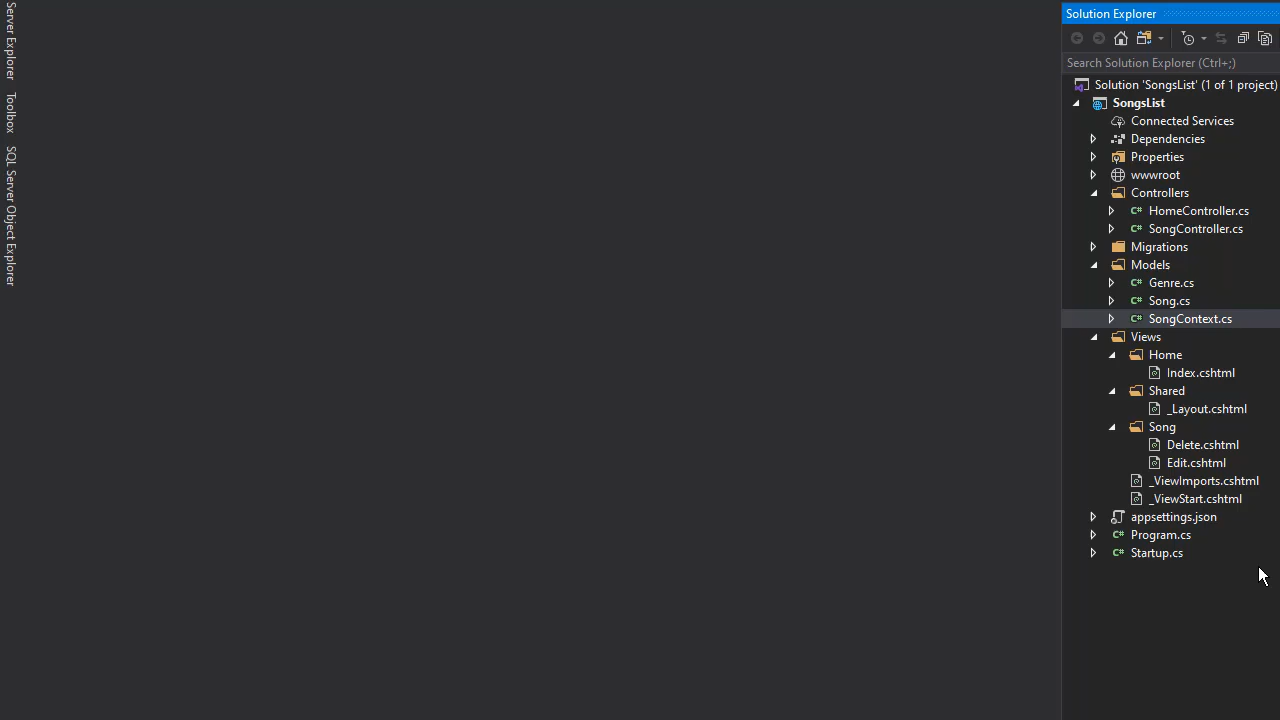 Server Explorer
Toolbox
SQL Server Object Explorer
Solution Explorer
Search Solution Explorer (Ctrl+;)
Solution 'SongsList' (1 of 1 project)
SongsList
Connected Services
Dependencies
Properties
wwwroot
Controllers
C# HomeController.cs
C# SongController.cs
Migrations
Models
C# Genre.cs
C# Song.cs
C# SongContext.cs
Views
Home
Index.cshtml
Shared
_Layout.cshtml
Song
Delete.cshtml
Edit.cshtml
_ViewImports.cshtml
_ViewStart.cshtml
appsettings.json
C# Program.cs
C# Startup.cs